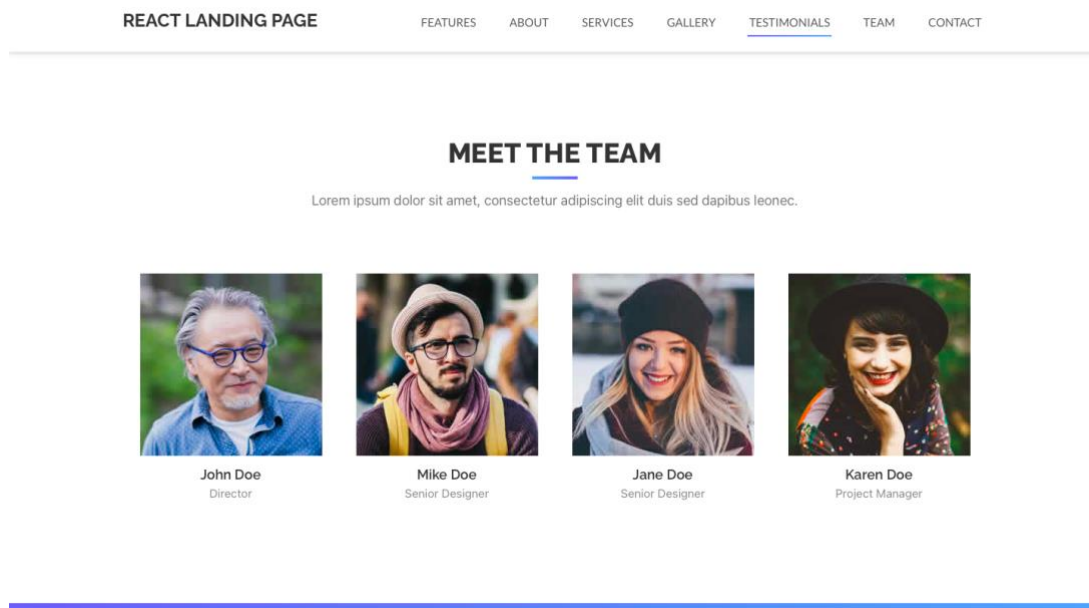 REACT LANDING PAGE FEATURES ABOUT SERVICES GALLERY TESTIMONIALS TEAM CONTACT
MEET THE TEAM
Lorem ipsum dolor sit amet, consectetur adipiscing elit duis sed dapibus leonec.
John Doe
Director
Mike Doe
Senior Designer
Jane Doe
Senior Designer
Karen Doe
Project Manager